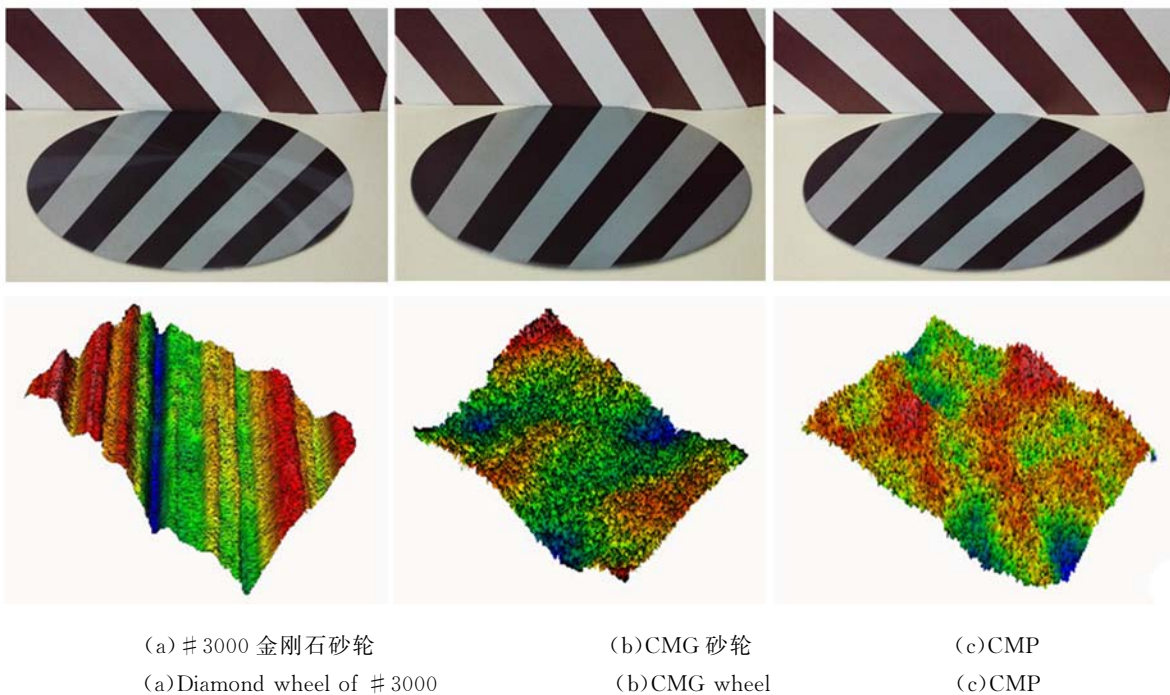 (a)♯3000 金刚石砂轮
(b)CMG 砂轮
(c)CMP
(a)Diamond wheel of ♯3000
(b)CMG wheel
(c)CMP